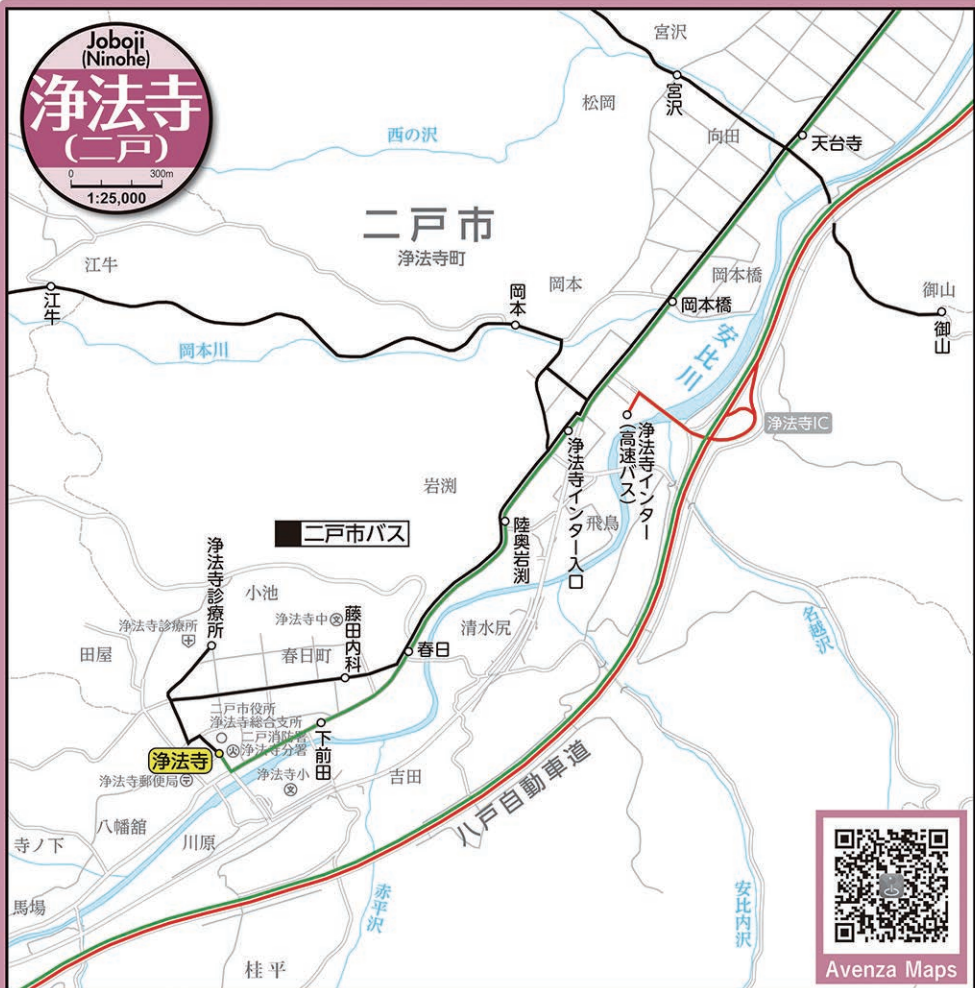 Joboji
(Ninohe)
浄法寺
(二戸)
0 300m
1:25,000
宮沢
宮沢
松岡
向田
天台寺
西の沢
二戸市
浄法寺町
江牛
江牛
岡本
岡本
岡本橋
岡本橋
御山
御山
岡本川
安比川
浄法寺IC
浄法寺インター
(高速バス)
浄法寺インター入口
飛鳥
岩渕
陸奥岩渕
二戸市バス
浄法寺診療所
小池
浄法寺診療所
浄法寺中
文
藤田内科
清水尻
名越沢
田屋
春日町
春日
二戸市役所
浄法寺総合支所
二戸消防署
浄法寺分署
下前田
浄法寺
浄法寺郵便局
浄法寺小
文
吉田
八戸自動車道
八幡舘
寺ノ下
川原
馬場
赤平沢
安比内沢
桂平
Avenza Maps